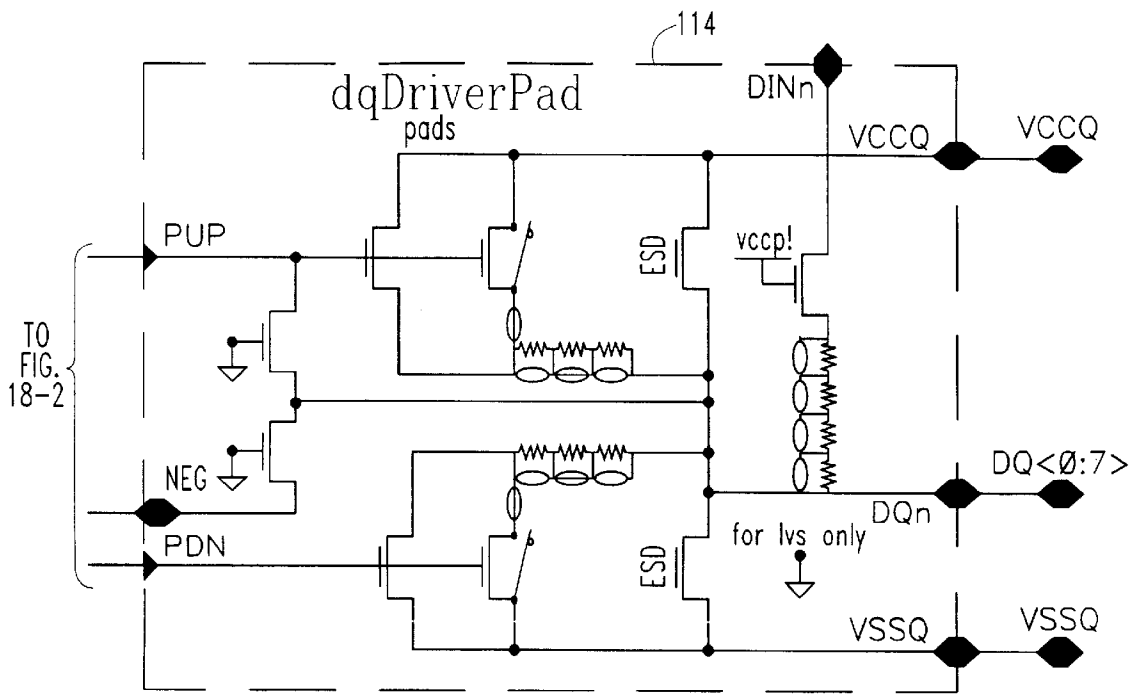 114
DINn
dqDriverPad
pads
VCCQ
VCCQ
PUP
ESD
vccp!
TO
FIG.
18-2
NEG
DQ<Ø:7>
DQn
for lvs only
PDN
ESD
VSSQ
VSSQ